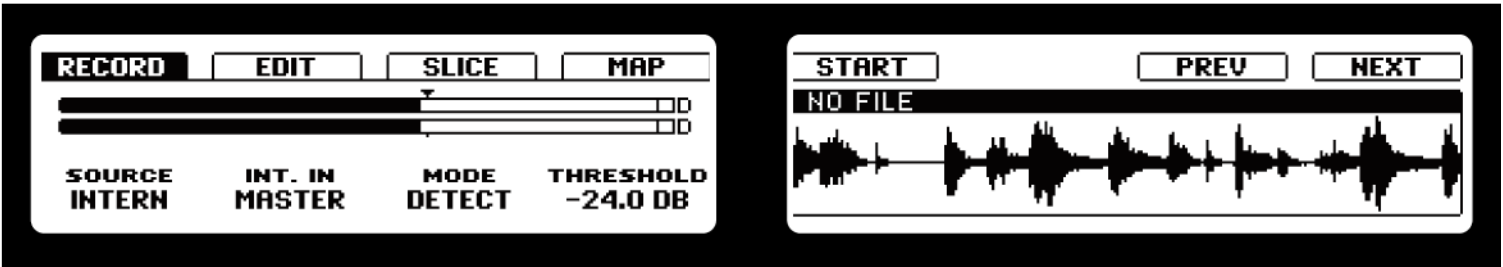 RECORD EDIT SLICE MAP
SOURCE INT. IN MODE THRESHOLD
INTERN MASTER DETECT -24.0 DB
START PREV NEXT
NO FILE